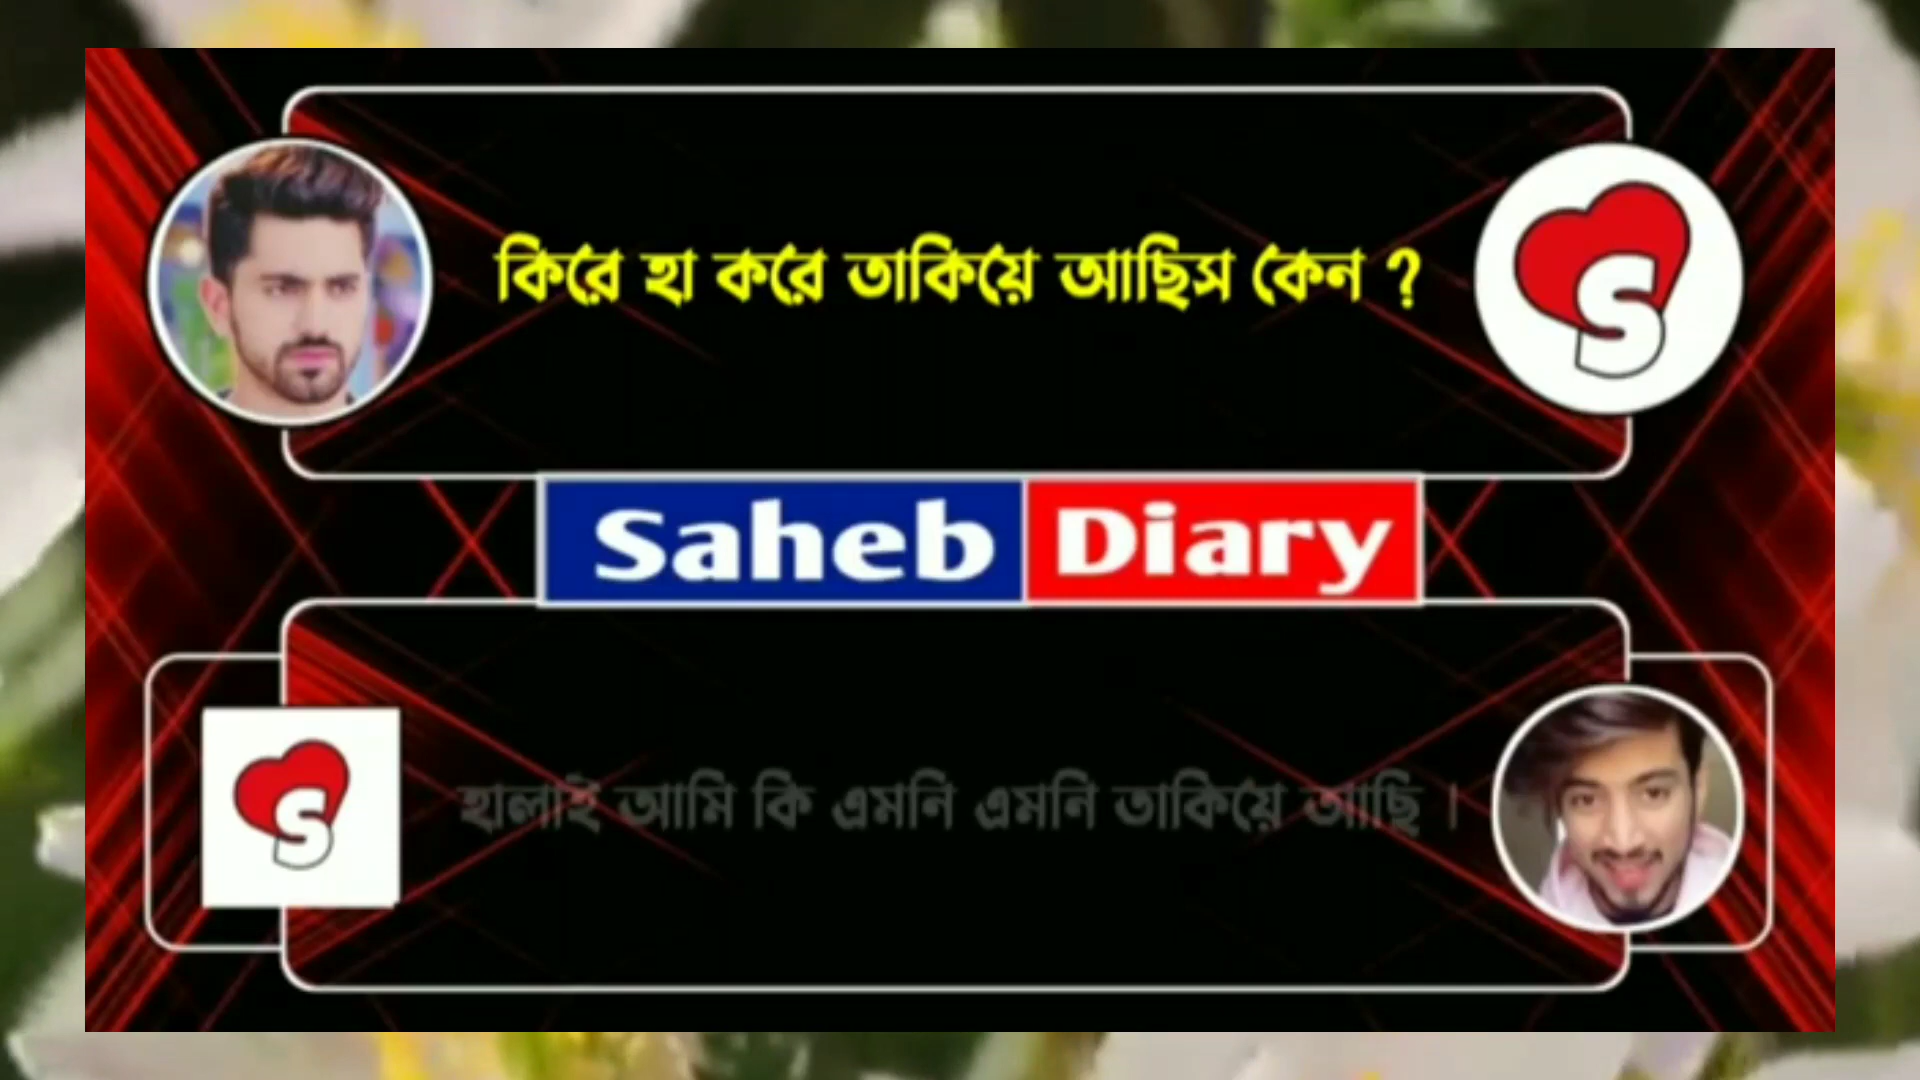 কিরে হা করে তাকিয়ে আছিস কেন ?
S
Saheb Diary
হালাই আমি কি এমনি এমনি তাকিয়ে আছি ।
S